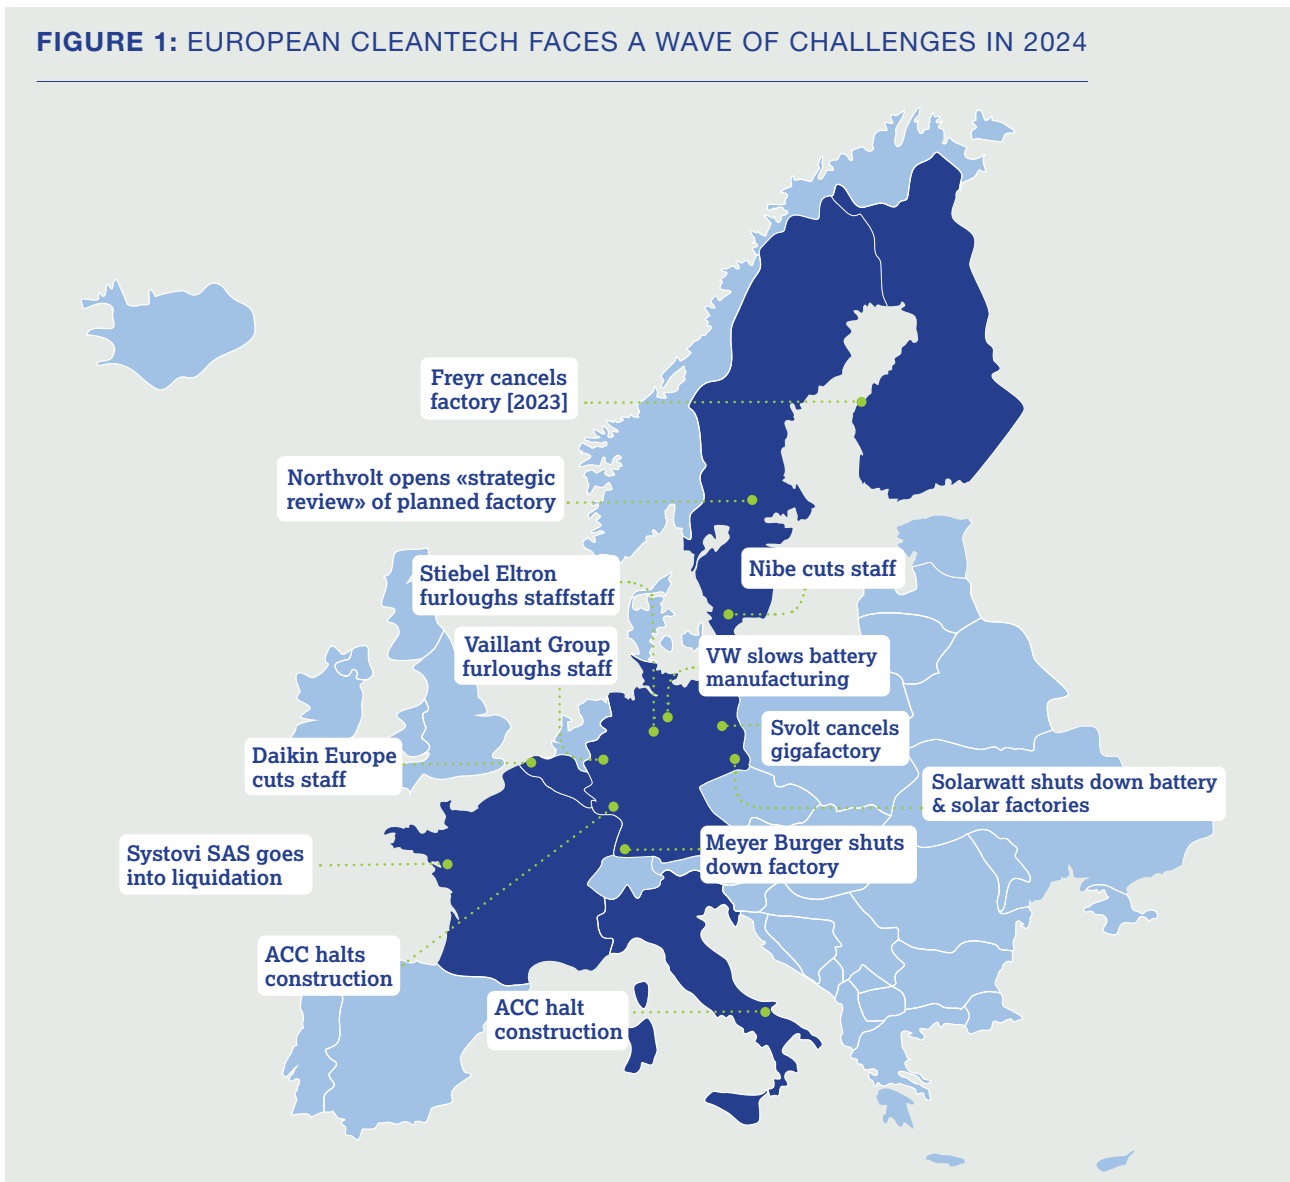 FIGURE 1: EUROPEAN CLEANTECH FACES A WAVE OF CHALLENGES IN 2024
Freyr cancels
factory [2023]
Northvolt opens «strategic
review» of planned factory
Nibe cuts staff
Stiebel Eltron
furloughs staffstaff
Vaillant Group
furloughs staff
VW slows battery
manufacturing
Svolt cancels
gigafactory
Daikin Europe
cuts staff
Solarwatt shuts down battery
& solar factories
Meyer Burger shuts
down factory
Systovi SAS goes
into liquidation
ACC halts
construction
ACC halt
construction